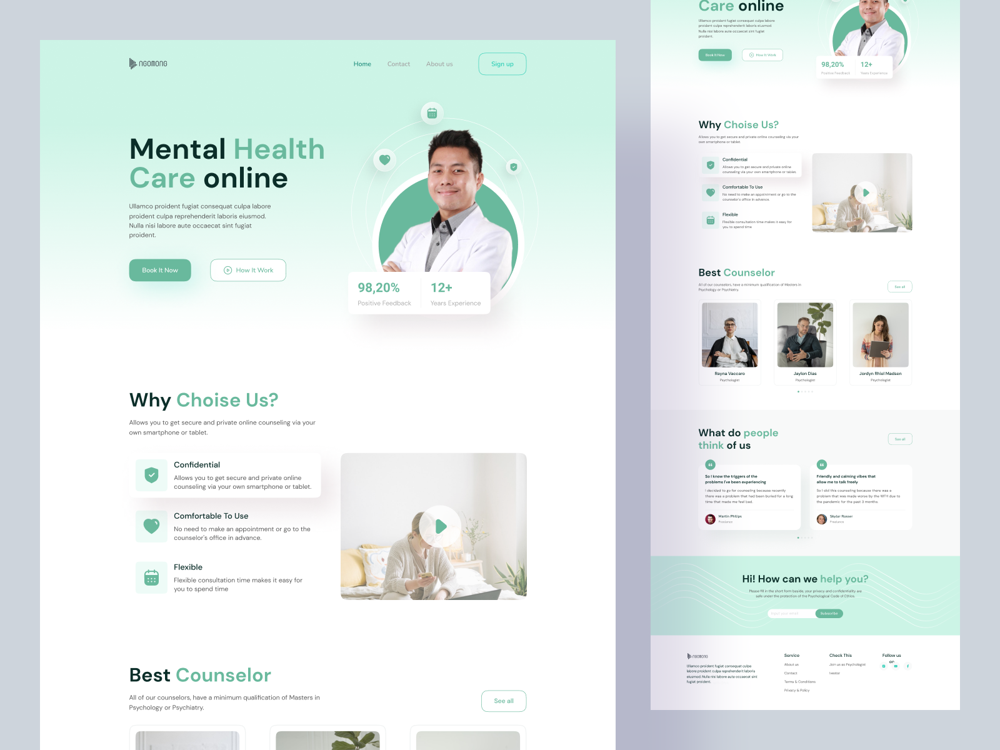 NGOMONG
Home
Contact
About us
Sign up
Mental Health
Care online
Ullamco proident fugiat consequat culpa labore
proident culpa reprehenderit laboris eiusmod.
Nulla nisi labore aute occaecat sint fugiat
proident.
Book It Now
How It Work
98,20%
Positive Feedback
12+
Years Experience
Why Choise Us?
Allows you to get secure and private online counseling via your
own smartphone or tablet.
Confidential
Allows you to get secure and private online
counseling via your own smartphone or tablet.
Comfortable To Use
No need to make an appointment or go to the
counselor's office in advance.
Flexible
Flexible consultation time makes it easy for
you to spend time
Best Counselor
All of our counselors, have a minimum qualification of Masters in
Psychology or Psychiatry.
See all
Care online
Ullamco proident fugiat consequat culpa labore
proident culpa reprehenderit laboris eiusmod.
Nulla nisi labore aute occaecat sint fugiat
proident.
Book It Now
How It Work
98,20%
Positive Feedback
12+
Years Experience
Why Choise Us?
Allows you to get secure and private online counseling via your
own smartphone or tablet.
Confidential
Allows you to get secure and private online
counseling via your own smartphone or tablet.
Comfortable To Use
No need to make an appointment or go to the
counselor's office in advance.
Flexible
Flexible consultation time makes it easy for
you to spend time
Best Counselor
All of our counselors, have a minimum qualification of Masters in
Psychology or Psychiatry.
See all
Rayna Vaccaro
Psychologist
Jaylon Dias
Psychologist
Jordyn Rhiel Madsen
Psychologist
What do people
think of us
See all
So I know the triggers of the
problems I've been experiencing
I decided to go for counseling because recently
there was a problem that had been buried for a long
time that made me feel bad.
Martin Philips
Freelance
Friendly and calming vibes that
allow me to talk freely
So I did this counseling because there was a
problem that was made worse by the WFH due to
the pandemic for the past 3 months.
Skylar Rosser
Freelance
Hi! How can we help you?
Please fill in the short form beside, your privacy and confidentiality are
safe under the protection of the Psychological Code of Ethics.
Input your email
Subscribe
NGOMONG
Ullamco proident fugiat consequat culpa
labore proident culpa reprehenderit laboris
eiusmod. Nulla nisi labore aute occaecat sint
fugiat proident.
Service
About us
Contact
Terms & Conditions
Privacy & Policy
Check This
Join us as Psychologist
Ivestor
Follow us
on